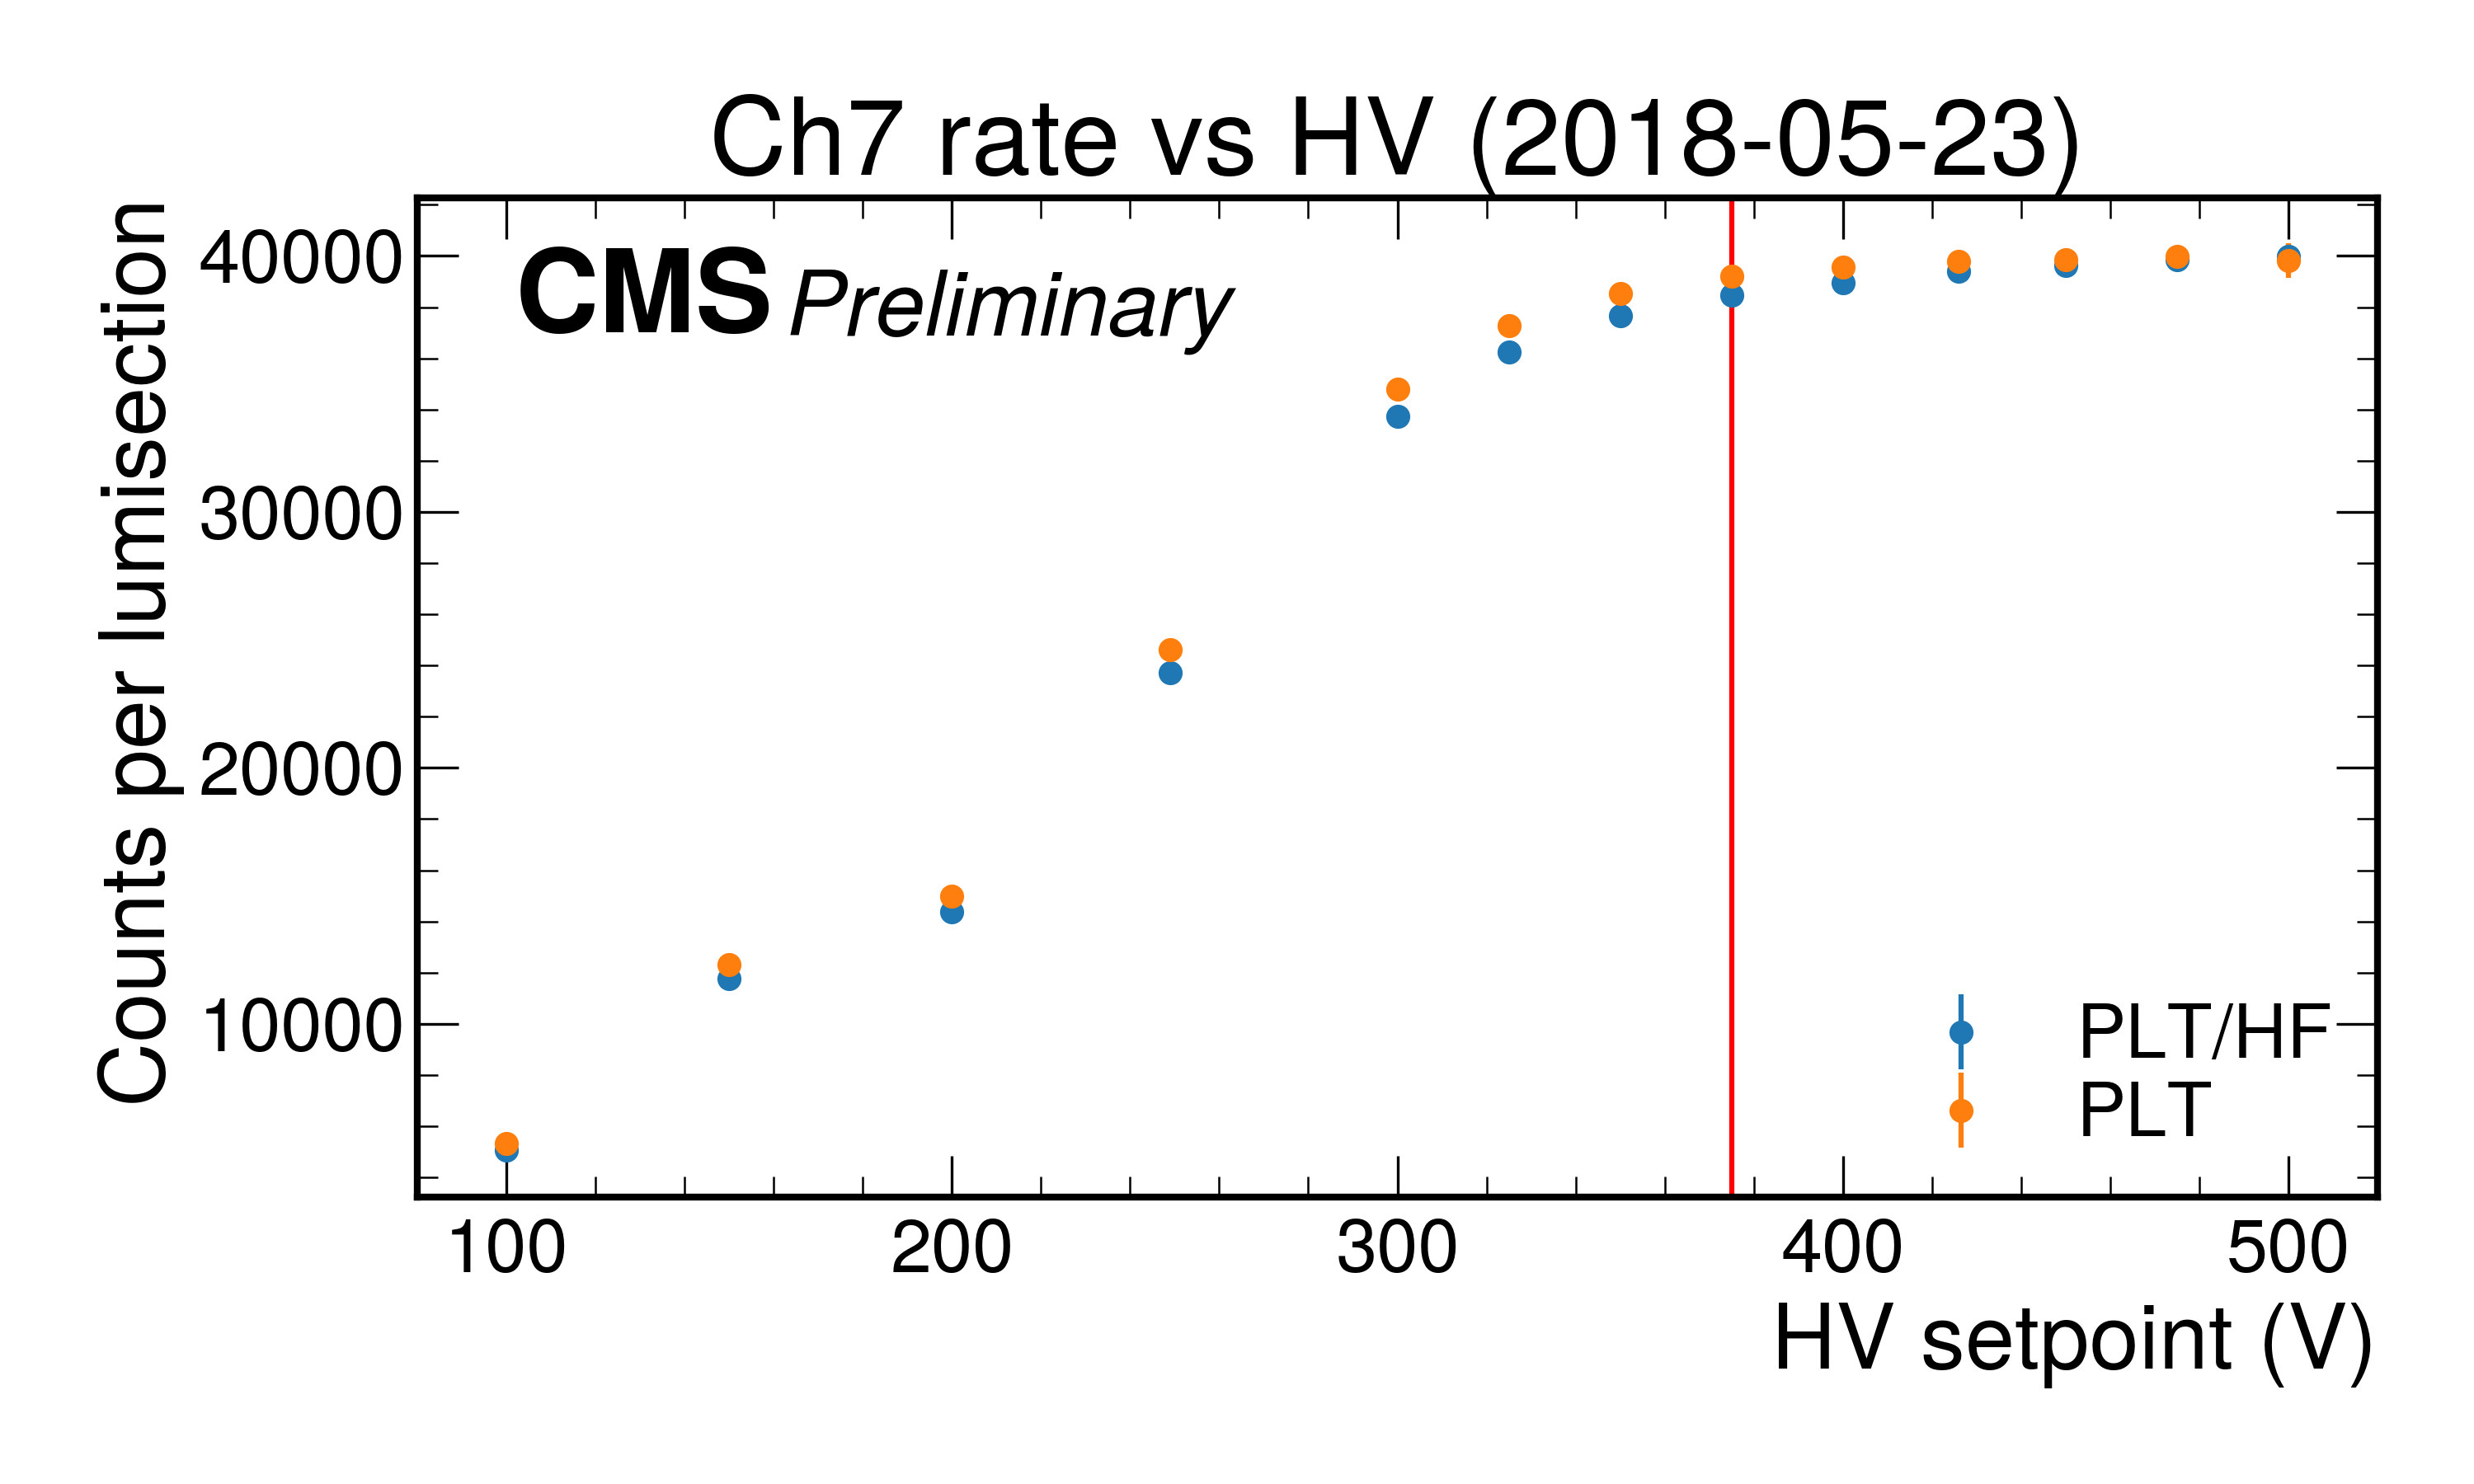 Ch7 rate vs HV (2018-05-23)
CMS Preliminary
Counts per lumisection
40000
30000
20000
10000
PLT/HF
PLT
100 200 300 400 500
HV setpoint (V)